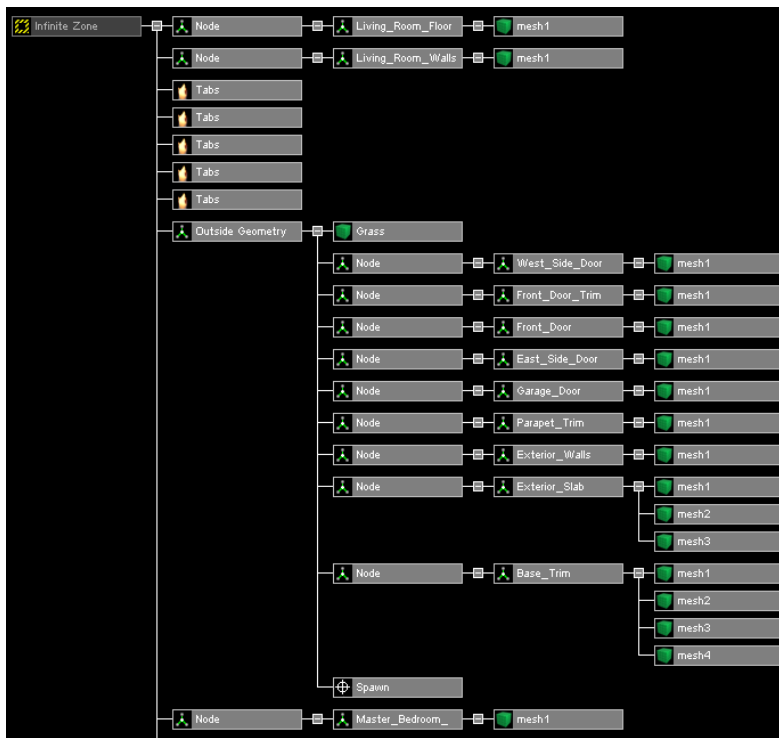 Infinite Zone Node Living_Room_Floor mesh1
Node Living_Room_Walls mesh1
Tabs
Tabs
Tabs
Tabs
Tabs
Outside Geometry Grass
Node West_Side_Door mesh1
Node Front_Door_Trim mesh1
Node Front_Door mesh1
Node East_Side_Door mesh1
Node Garage_Door mesh1
Node Parapet_Trim mesh1
Node Exterior_Walls mesh1
Node Exterior_Slab mesh1
mesh2
mesh3
Node Base_Trim mesh1
mesh2
mesh3
mesh4
Spawn
Node Master_Bedroom_ mesh1